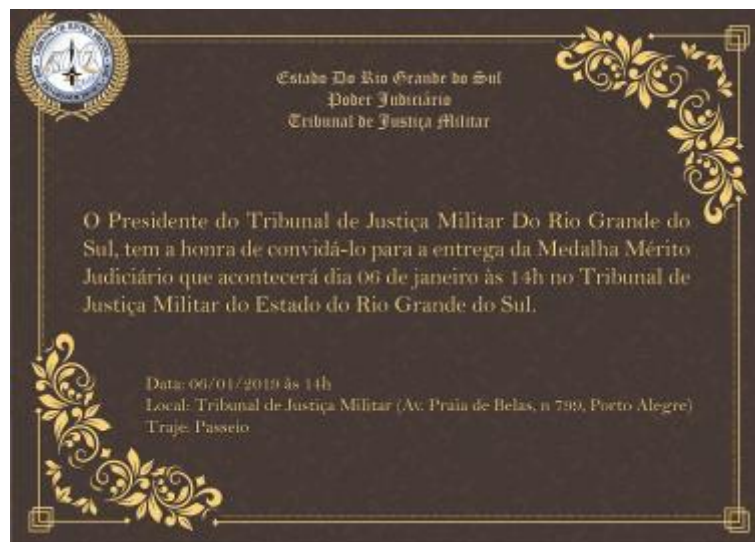 Estado Do Rio Grande do Sul
Poder Judiciário
Tribunal de Justiça Militar
O Presidente do Tribunal de Justiça Militar Do Rio Grande do
Sul, tem a honra de convidá-lo para a entrega da Medalha Mérito
Judiciário que acontecerá dia 06 de janeiro às 14h no Tribunal de
Justiça Militar do Estado do Rio Grande do Sul.
Data: 06/01/2019 às 14h
Local: Tribunal de Justiça Militar (Av. Praia de Belas, n 799, Porto Alegre)
Traje: Passeio